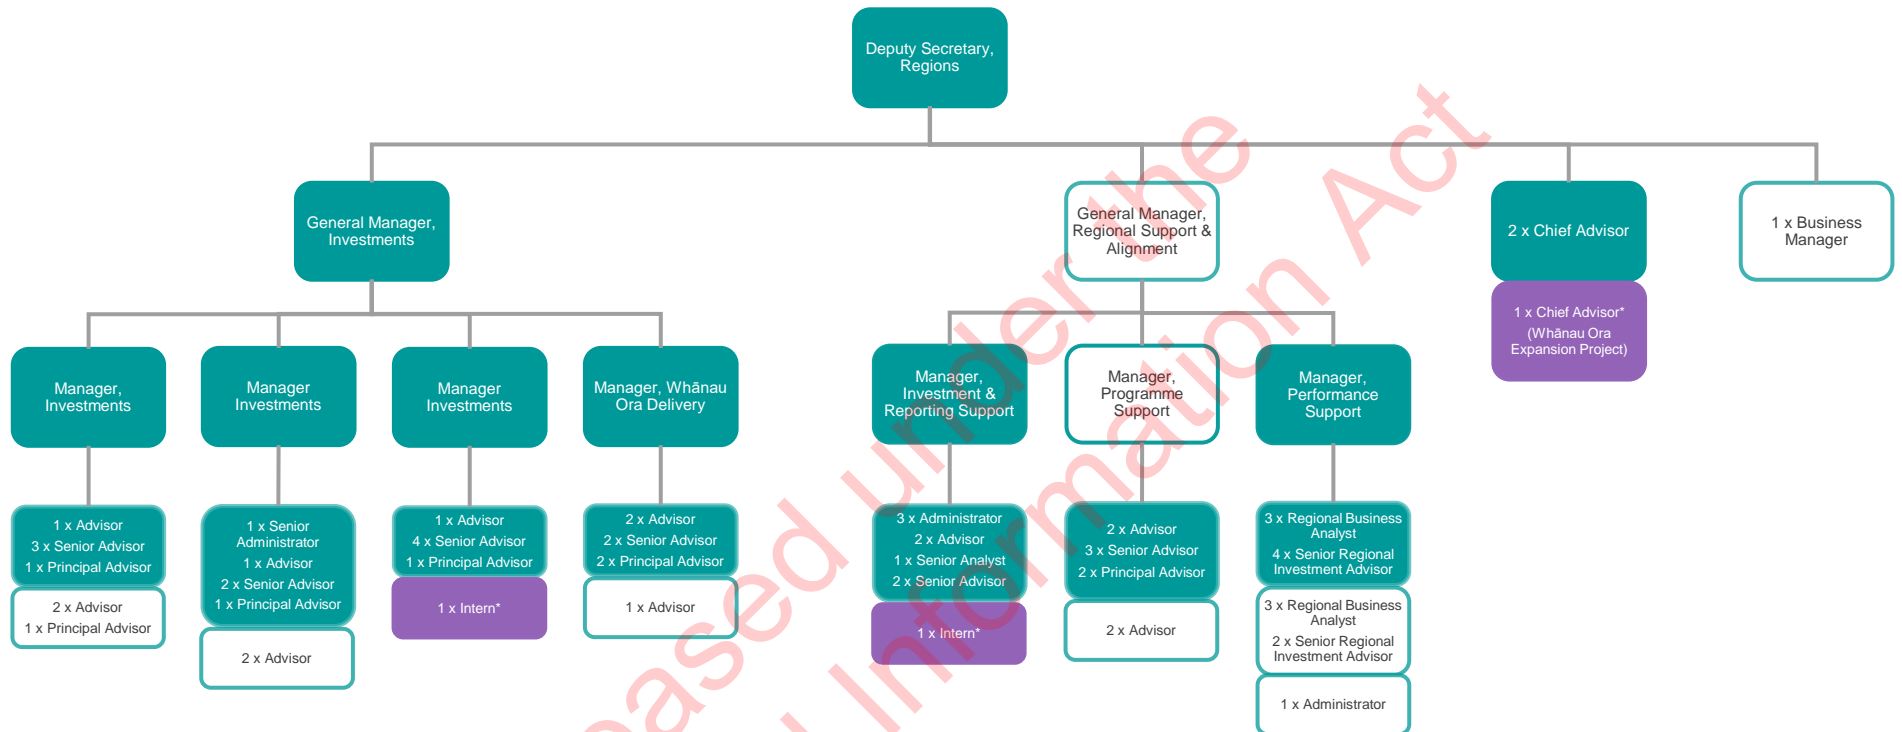 Deputy Secretary,
Regions
General Manager,
Investments
General Manager,
Regional Support &
Alignment
2 x Chief Advisor
1 x Business
Manager
1 x Chief Advisor*
(Whānau Ora
Expansion Project)
Manager,
Investments
Manager
Investments
Manager
Investments
Manager, Whānau
Ora Delivery
Manager,
Investment &
Reporting Support
Manager,
Programme
Support
Manager,
Performance
Support
1 x Advisor
3 x Senior Advisor
1 x Principal Advisor
2 x Advisor
1 x Principal Advisor
1 x Senior
Administrator
1 x Advisor
2 x Senior Advisor
1 x Principal Advisor
2 x Advisor
1 x Advisor
4 x Senior Advisor
1 x Principal Advisor
1 x Intern*
2 x Advisor
2 x Senior Advisor
2 x Principal Advisor
1 x Advisor
3 x Administrator
2 x Advisor
1 x Senior Analyst
2 x Senior Advisor
1 x Intern*
2 x Advisor
3 x Senior Advisor
2 x Principal Advisor
2 x Advisor
3 x Regional Business
Analyst
4 x Senior Regional
Investment Advisor
3 x Regional Business
Analyst
2 x Senior Regional
Investment Advisor
1 x Administrator
under the
Information Act